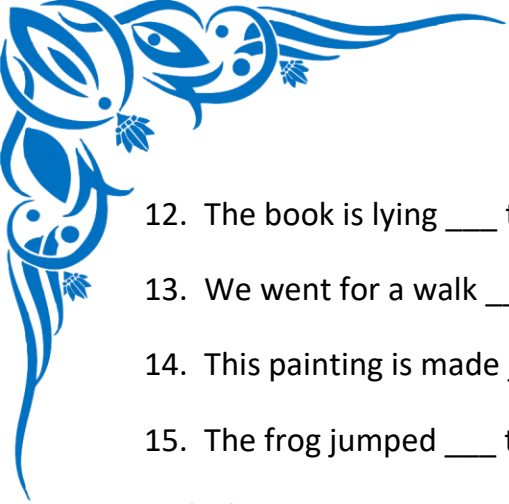 12. The book is lying ___
13. We went for a walk __
14. This painting is made
15. The frog jumped ___